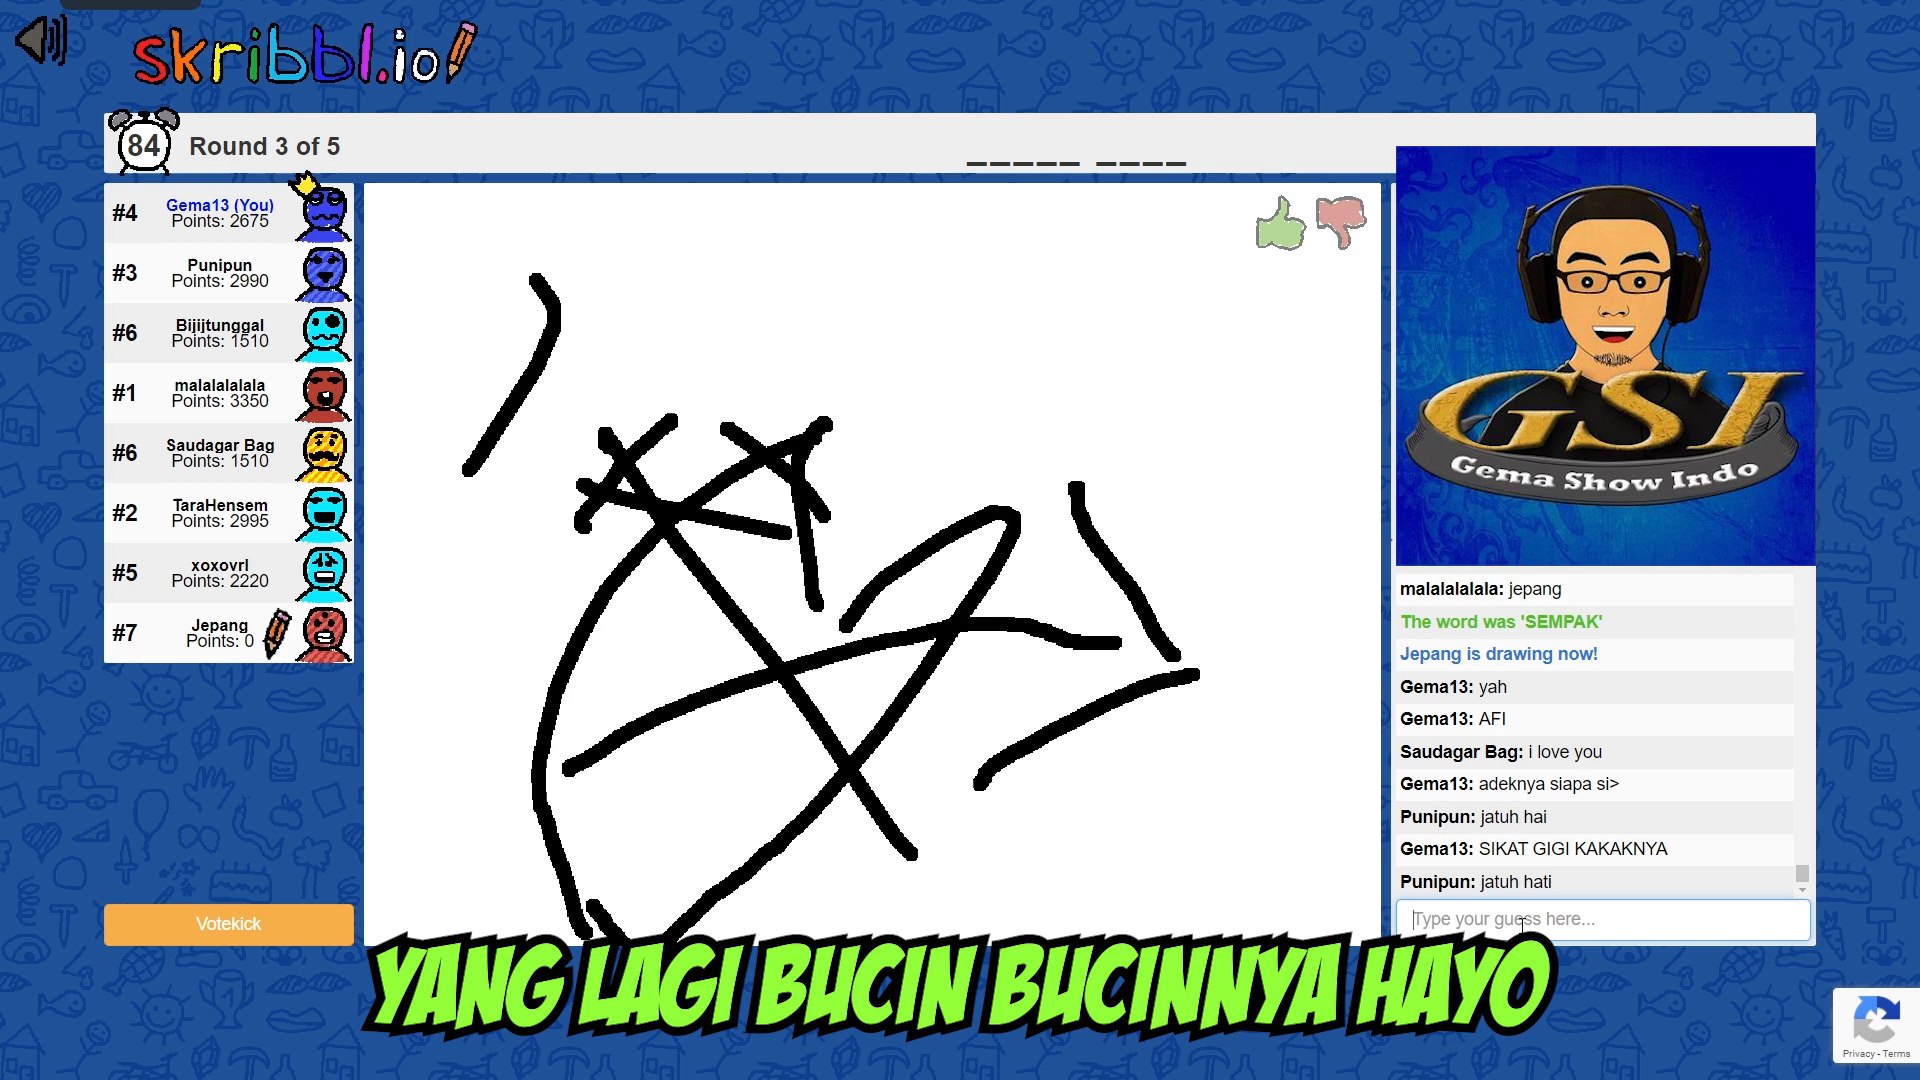 skribbl.io
84
Round 3 of 5
_____ ____
#4
Gema13 (You)
Points: 2675
#3
Punipun
Points: 2990
#6
Bijijtunggal
Points: 1510
#1
malalalalala
Points: 3350
#6
Saudagar Bag
Points: 1510
#2
TaraHensem
Points: 2995
#5
xoxovrl
Points: 2220
#7
Jepang
Points: 0
Votekick
GSI
Gema Show Indo
malalalalala: jepang
The word was 'SEMPAK'
Jepang is drawing now!
Gema13: yah
Gema13: AFI
Saudagar Bag: i love you
Gema13: adeknya siapa si>
Punipun: jatuh hai
Gema13: SIKAT GIGI KAKAKNYA
Punipun: jatuh hati
Type your guess here...
YANG LAGI BUCIN BUCINNYA HAYO
Privacy - Terms